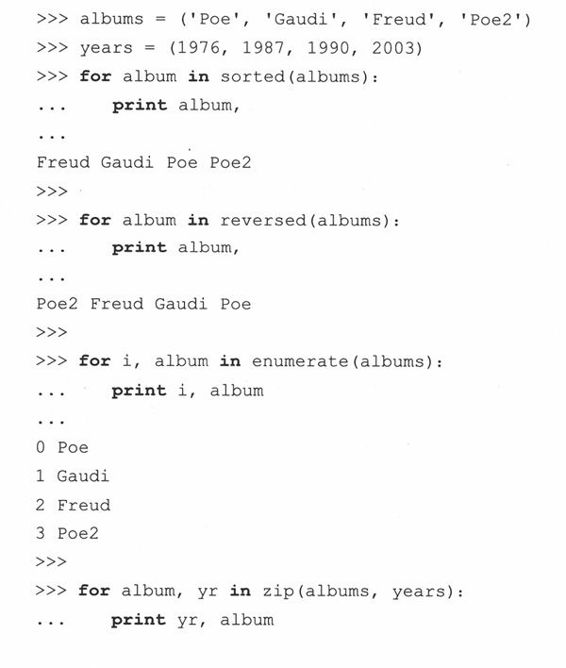 >>> albums = ('Poe', 'Gaudi', 'Freud', 'Poe2')
>>> years = (1976, 1987, 1990, 2003)
>>> for album in sorted(albums):
...    print album,
...
Freud Gaudi Poe Poe2
>>>
>>> for album in reversed(albums):
...    print album,
...
Poe2 Freud Gaudi Poe
>>>
>>> for i, album in enumerate(albums):
...    print i, album
...
0 Poe
1 Gaudi
2 Freud
3 Poe2
>>>
>>> for album, yr in zip(albums, years):
...    print yr, album